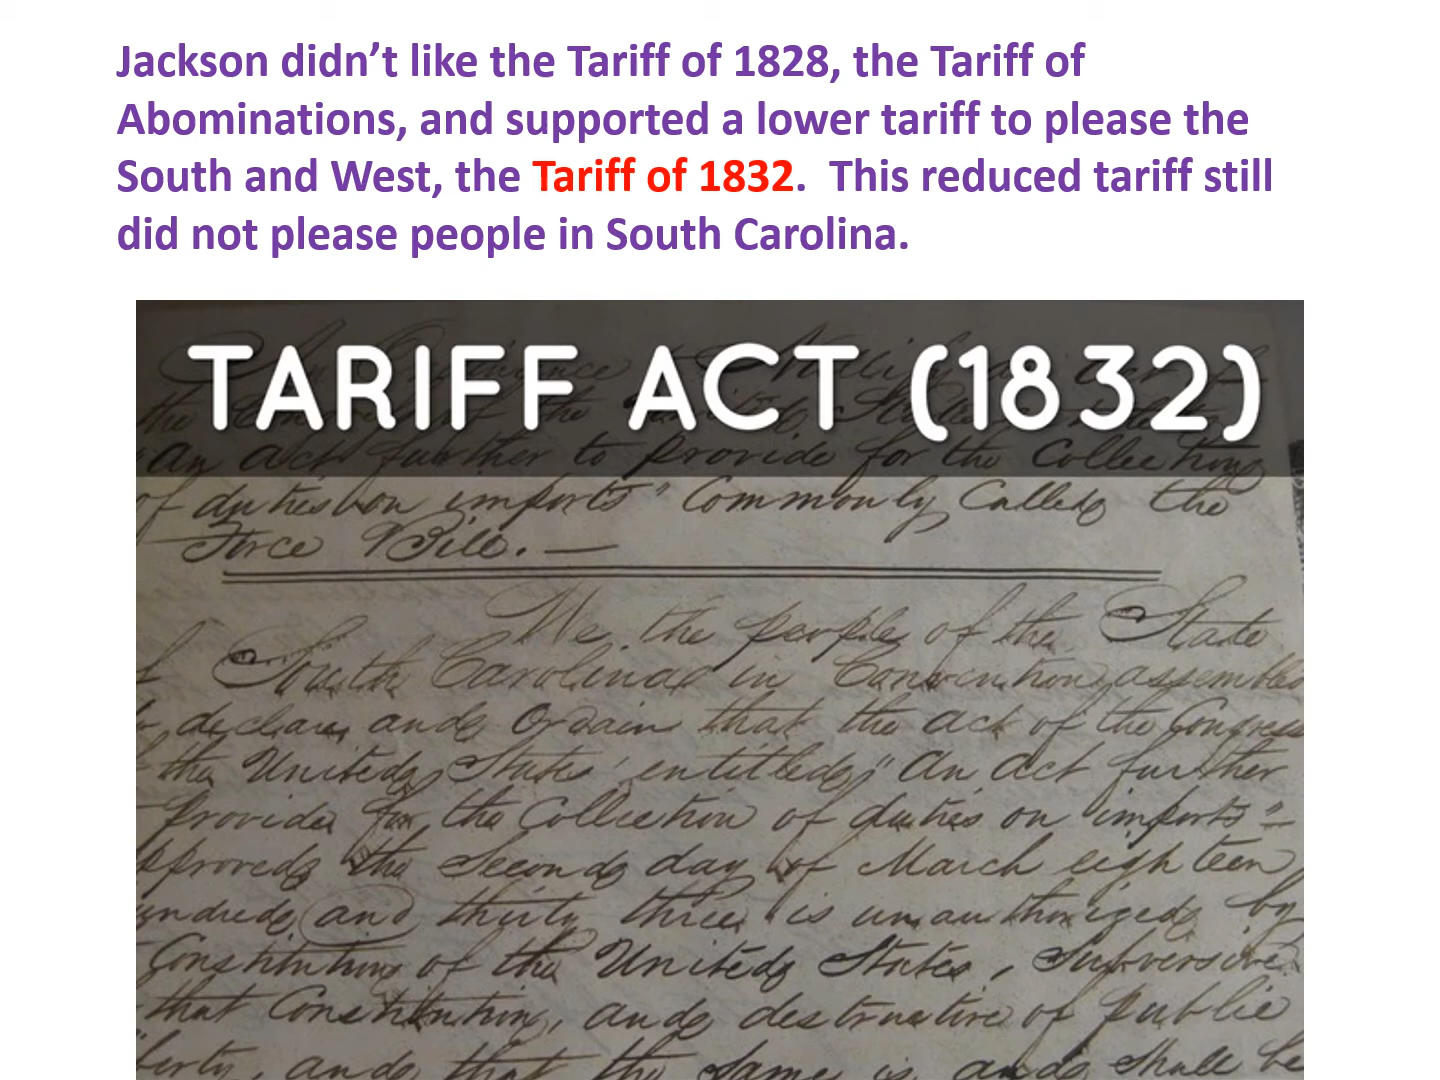 Jackson didn’t like the Tariff of 1828, the Tariff of
Abominations, and supported a lower tariff to please the
South and West, the Tariff of 1832.  This reduced tariff still
did not please people in South Carolina.
TARIFF ACT (1832)
an act further to provide for the Collecting
of duties on imports" Commonly Called the
Force Bill. —
We the people of the State
South Carolina in Convention assembled
declare and Ordain that the act of the Congress
the United States entitled "An act further
provide for the Collection of duties on imports"
approved the Second day of March eighteen
hundred and thirty three is unauthorized by
Constitution of the United States, Subversive
that Constitution, and destructive of public
liberty, and that the same is and shall be